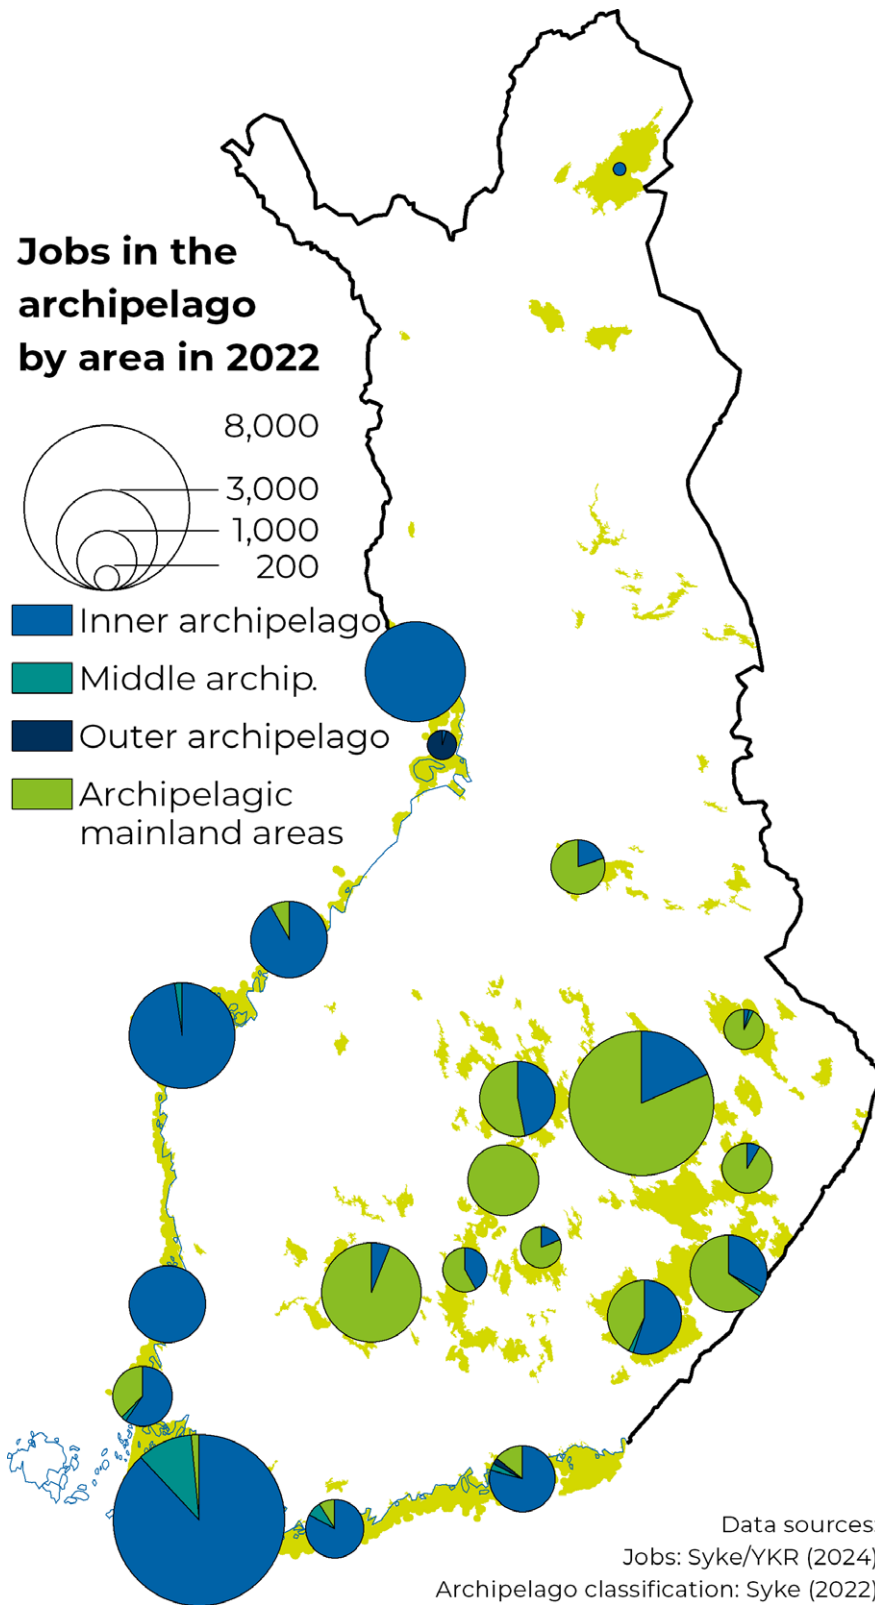 Jobs in the
archipelago
by area in 2022
8,000
3,000
1,000
200
Inner archipelago
Middle archip.
Outer archipelago
Archipelagic
mainland areas
Data sources:
Jobs: Syke/YKR (2024)
Archipelago classification: Syke (2022)